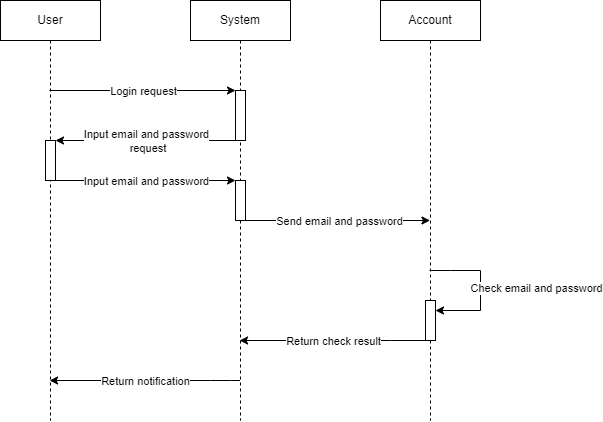 User
System
Account
Login request
Input email and password
request
Input email and password
Send email and password
Check email and password
Return check result
Return notification